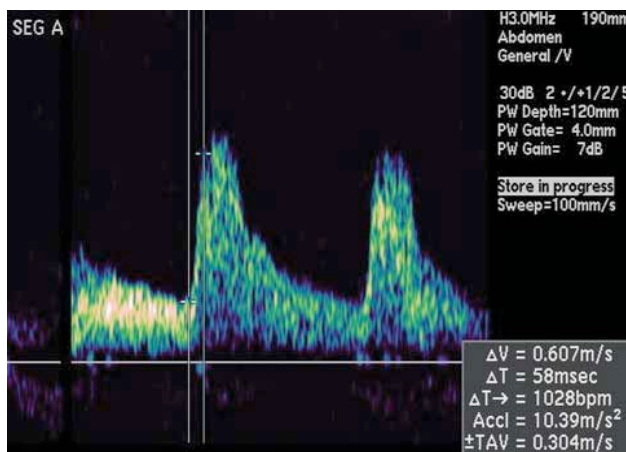 SEG A
H3.0MHz 190mm
Abdomen
General /V
30dB 2 +/+1/2/5
PW Depth=120mm
PW Gate= 4.0mm
PW Gain= 7dB
Store in progress
Sweep=100mm/s
ΔV = 0.607m/s
ΔT = 58msec
ΔT→ = 1028bpm
Accl = 10.39m/s²
±TAV = 0.304m/s